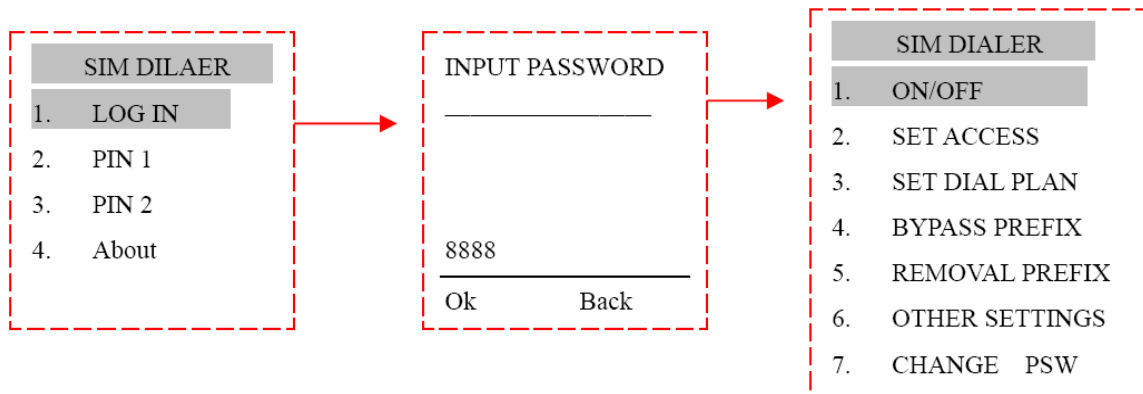 SIM DILAER
1. LOG IN
2. PIN 1
3. PIN 2
4. About
INPUT PASSWORD
8888
Ok Back
SIM DIALER
1. ON/OFF
2. SET ACCESS
3. SET DIAL PLAN
4. BYPASS PREFIX
5. REMOVAL PREFIX
6. OTHER SETTINGS
7. CHANGE PSW